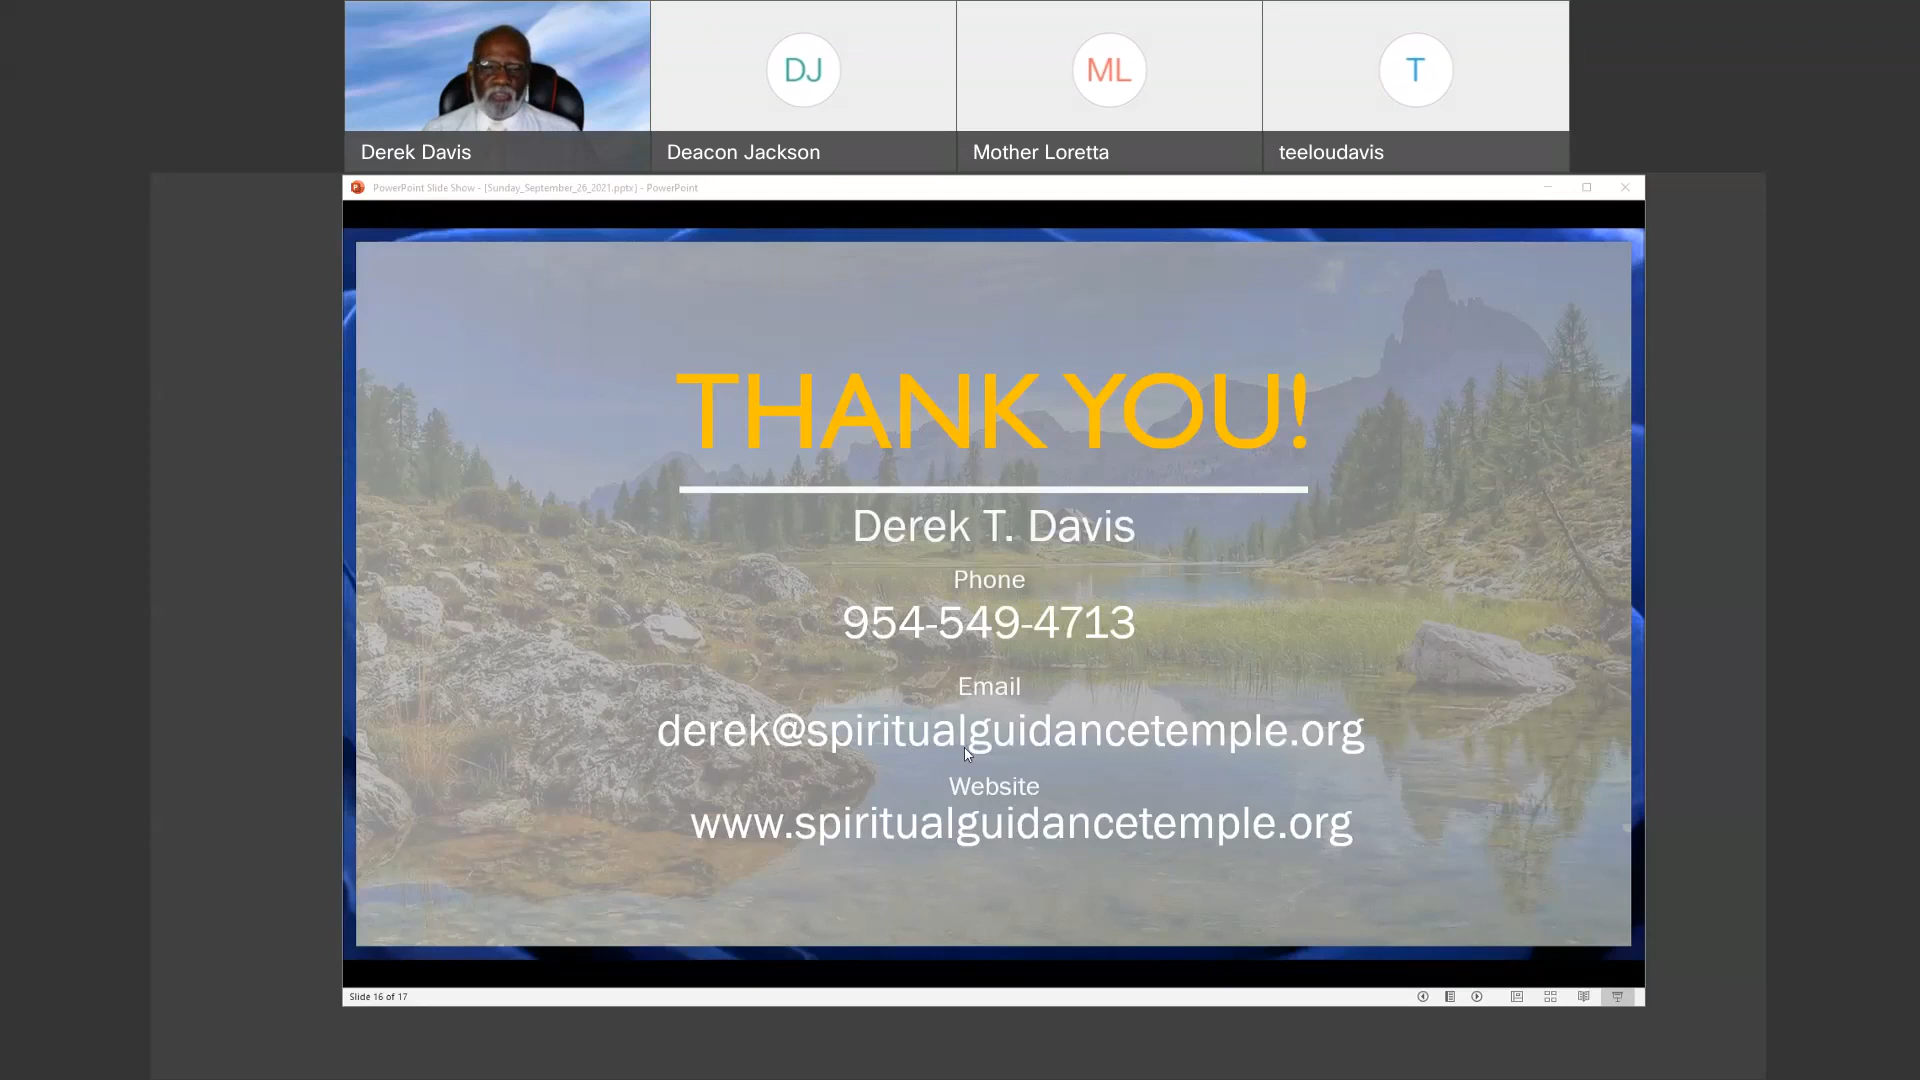 DJ
ML
T
Derek Davis
Deacon Jackson
Mother Loretta
teeloudavis
PowerPoint Slide Show - [Sunday_September_26_2021.pptx] - PowerPoint
THANK YOU!
Derek T. Davis
Phone
954-549-4713
Email
derek@spiritualguidancetemple.org
Website
www.spiritualguidancetemple.org
Slide 16 of 17